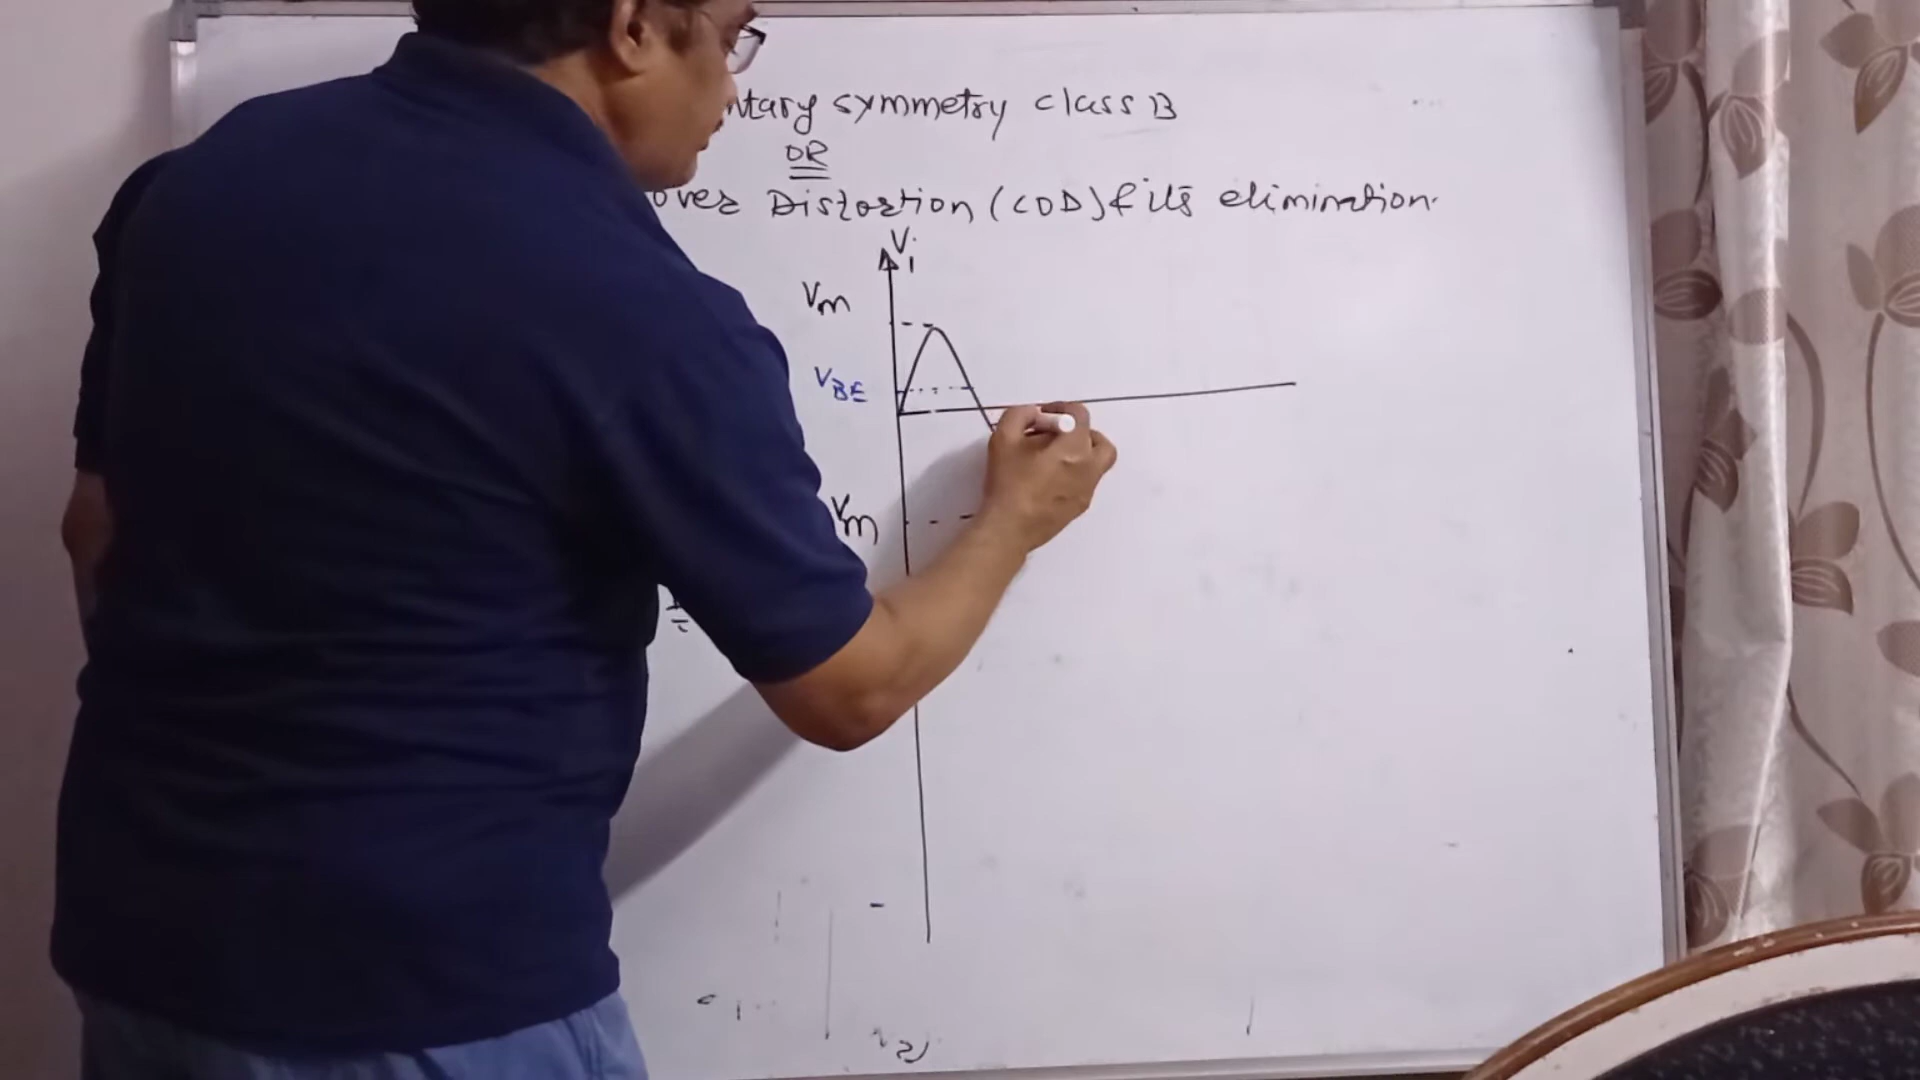 ntary symmetry class B
OR
over Distortion (COD) & its elimination.
Vi
Vm
VBE
Vm